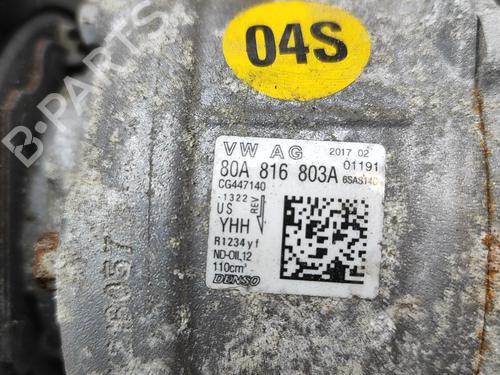 04S
VW AG 2017 02
80A 816 803A 01191
CG447140 6SAS14C
-1322
US REV
YHH
R1234yf
ND-OIL12
110cm³
DENSO
B-PARTS